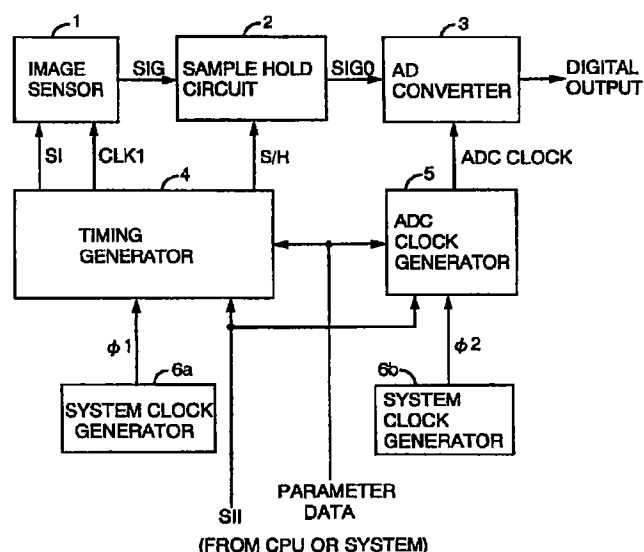 1
2
3
IMAGE
SENSOR
SIG
SAMPLE HOLD
CIRCUIT
SIG0
AD
CONVERTER
DIGITAL
OUTPUT
SI
CLK1
S/H
ADC CLOCK
4
5
TIMING
GENERATOR
ADC
CLOCK
GENERATOR
φ1
φ2
6a
6b
SYSTEM CLOCK
GENERATOR
SYSTEM
CLOCK
GENERATOR
PARAMETER
DATA
SII
(FROM CPU OR SYSTEM)